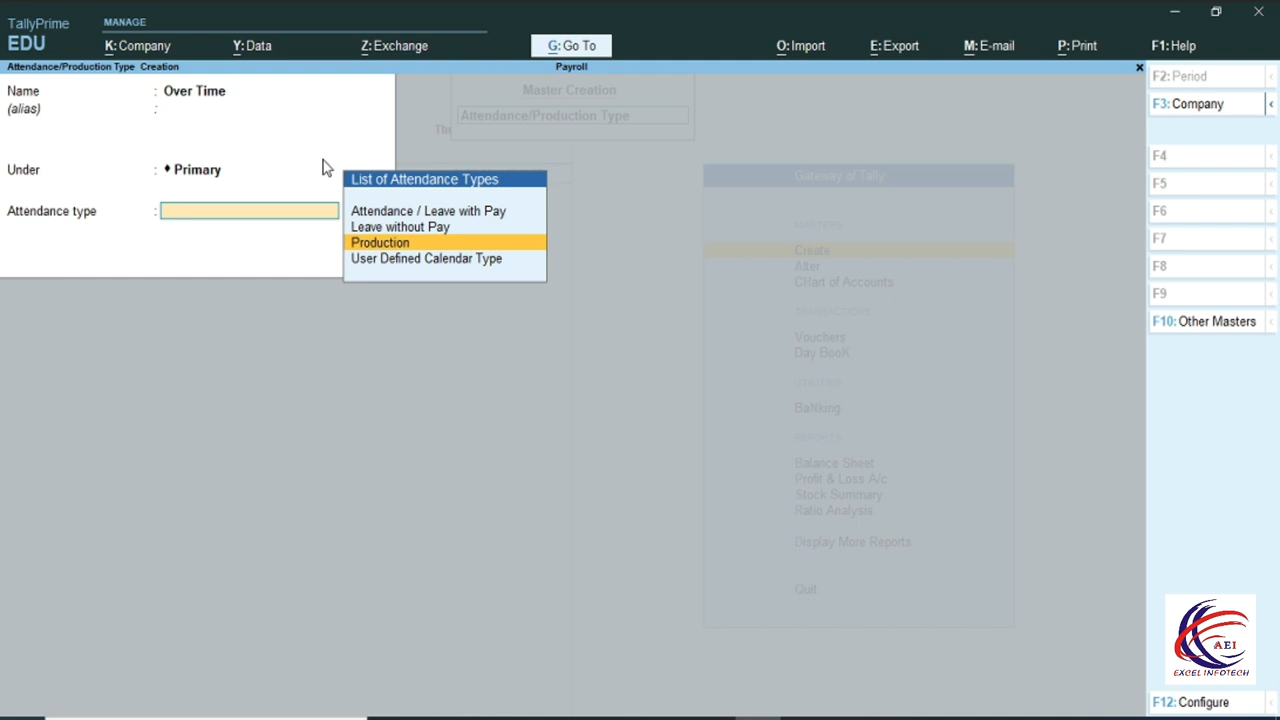 TallyPrime
EDU
MANAGE
K:Company
Y:Data
Z:Exchange
G:Go To
O:Import
E:Export
M:E-mail
P:Print
F1:Help
Attendance/Production Type Creation
Payroll
Name : Over Time
(alias) :
Under : ♦ Primary
Attendance type :
List of Attendance Types
Attendance / Leave with Pay
Leave without Pay
Production
User Defined Calendar Type
Master Creation
Attendance/Production Type
Gateway of Tally
MASTERS
Create
Alter
CHart of Accounts
TRANSACTIONS
Vouchers
Day BooK
UTILITIES
BaNking
REPORTS
Balance Sheet
Profit & Loss A/c
Stock Summary
Ratio Analysis
Display More Reports
Quit
F2: Period
F3: Company
F4
F5
F6
F7
F8
F9
F10: Other Masters
F12: Configure
AEI
EXCEL INFOTECH